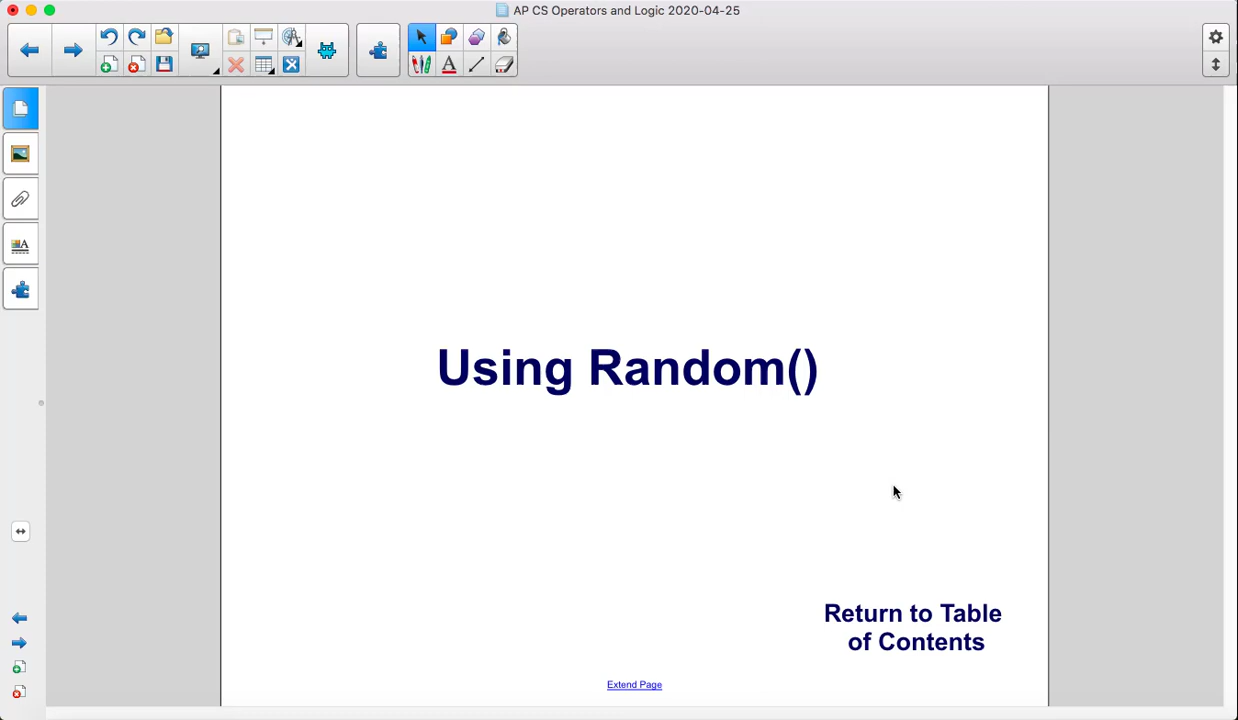 AP CS Operators and Logic 2020-04-25
Using Random()
Return to Table
of Contents
Extend Page